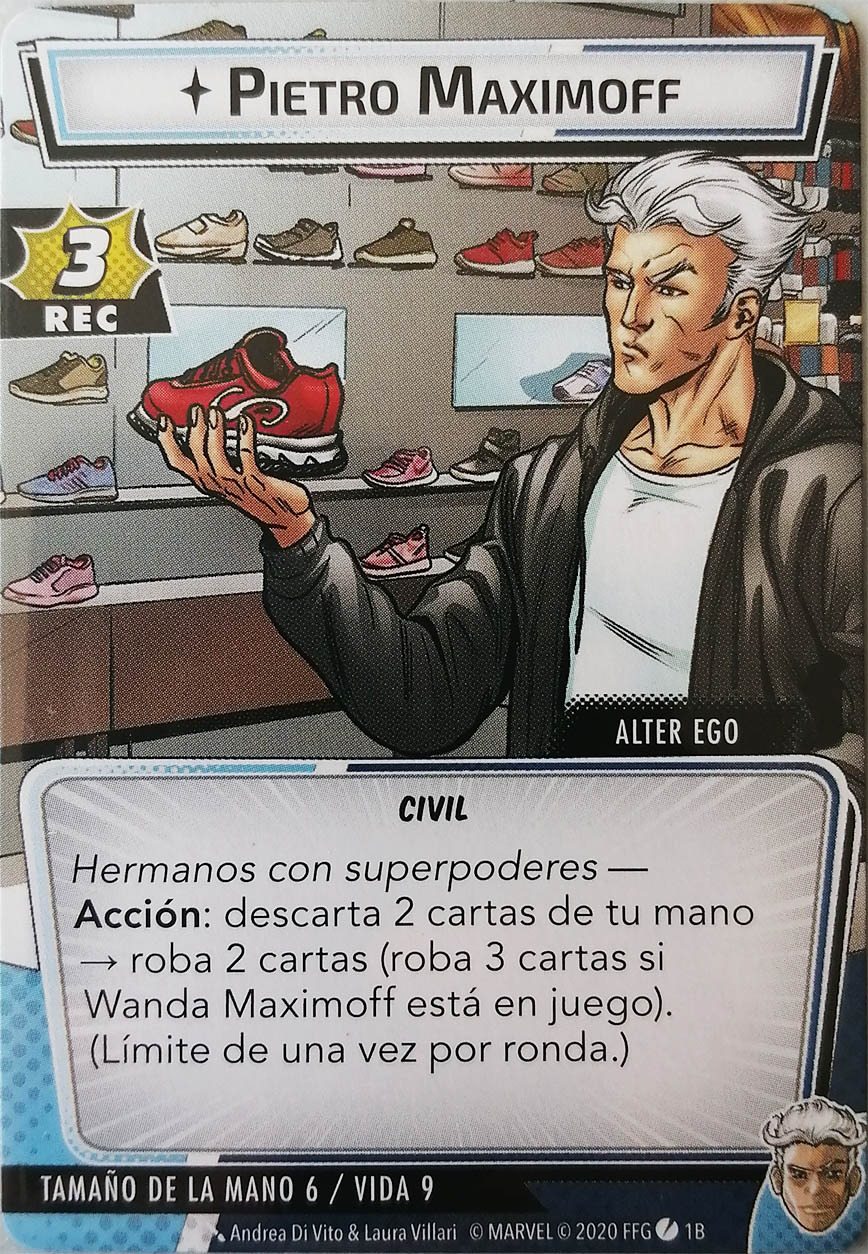 PIETRO MAXIMOFF
3
REC
ALTER EGO
CIVIL
Hermanos con superpoderes —
Acción: descarta 2 cartas de tu mano
→ roba 2 cartas (roba 3 cartas si
Wanda Maximoff está en juego).
(Límite de una vez por ronda.)
TAMAÑO DE LA MANO 6 / VIDA 9
Andrea Di Vito & Laura Villari © MARVEL © 2020 FFG 1B